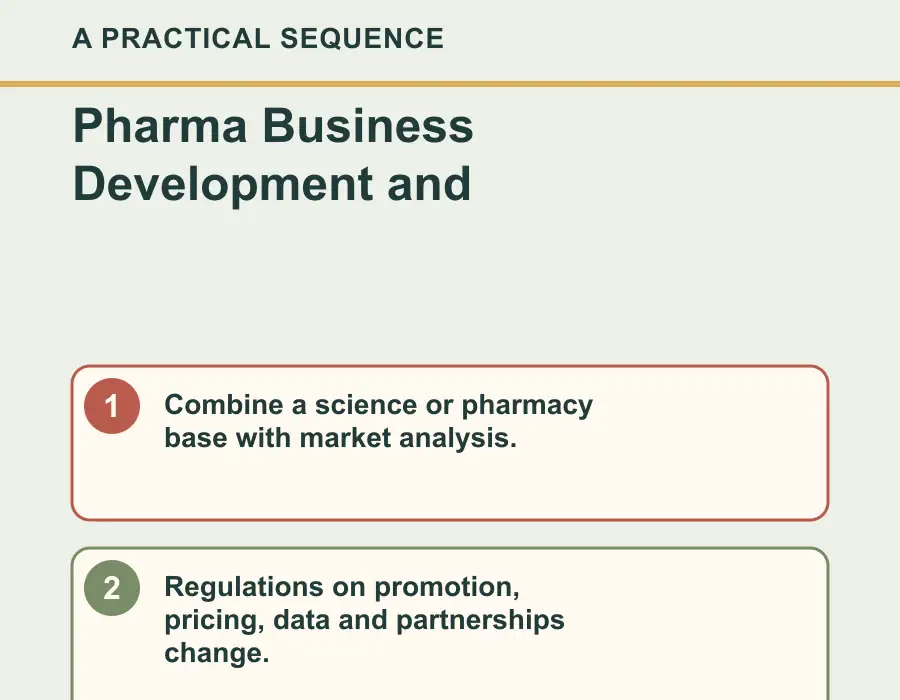 A PRACTICAL SEQUENCE
Pharma Business
Development and
1
Combine a science or pharmacy
base with market analysis.
2
Regulations on promotion,
pricing, data and partnerships
change.